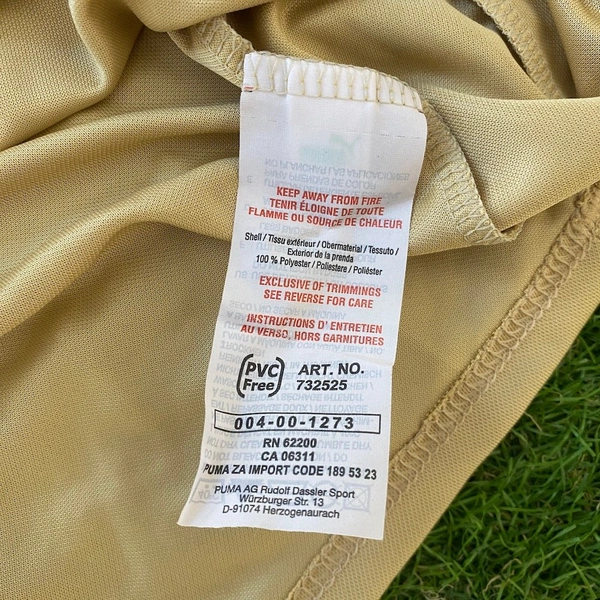 KEEP AWAY FROM FIRE
TENIR ÉLOIGNE DE TOUTE
FLAMME OU SOURCE DE CHALEUR
Shell / Tissu extérieur / Obermaterial / Tessuto /
Exterior de la prenda
100 % Polyester / Poliestere / Poliéster
EXCLUSIVE OF TRIMMINGS
SEE REVERSE FOR CARE
INSTRUCTIONS D' ENTRETIEN
AU VERSO, HORS GARNITURES
PVC Free ART. NO.
732525
004-00-1273
RN 62200
CA 06311
PUMA ZA IMPORT CODE 189 53 23
PUMA AG Rudolf Dassler Sport
Würzburger Str. 13
D-91074 Herzogenaurach